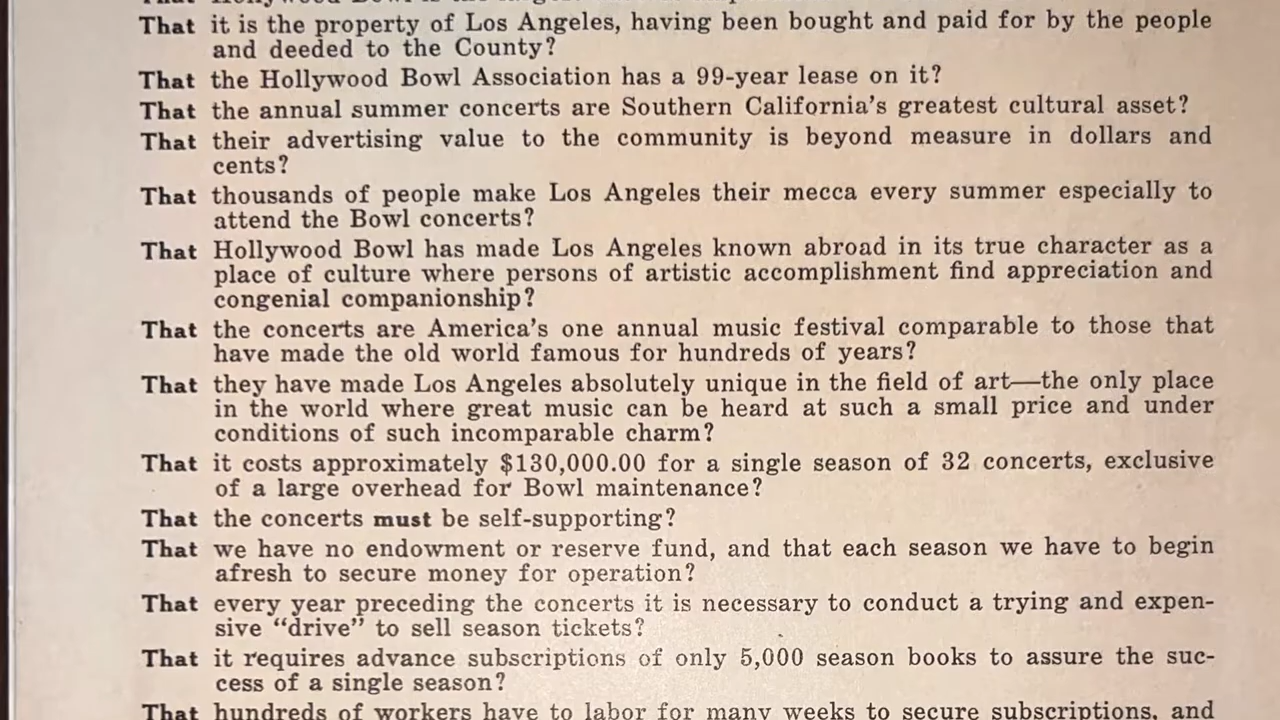 That it is the property of Los Angeles, having been bought and paid for by the people
and deeded to the County?
That the Hollywood Bowl Association has a 99-year lease on it?
That the annual summer concerts are Southern California's greatest cultural asset?
That their advertising value to the community is beyond measure in dollars and
cents?
That thousands of people make Los Angeles their mecca every summer especially to
attend the Bowl concerts?
That Hollywood Bowl has made Los Angeles known abroad in its true character as a
place of culture where persons of artistic accomplishment find appreciation and
congenial companionship?
That the concerts are America's one annual music festival comparable to those that
have made the old world famous for hundreds of years?
That they have made Los Angeles absolutely unique in the field of art—the only place
in the world where great music can be heard at such a small price and under
conditions of such incomparable charm?
That it costs approximately $130,000.00 for a single season of 32 concerts, exclusive
of a large overhead for Bowl maintenance?
That the concerts must be self-supporting?
That we have no endowment or reserve fund, and that each season we have to begin
afresh to secure money for operation?
That every year preceding the concerts it is necessary to conduct a trying and expen-
sive "drive" to sell season tickets?
That it requires advance subscriptions of only 5,000 season books to assure the suc-
cess of a single season?
That hundreds of workers have to labor for many weeks to secure subscriptions, and